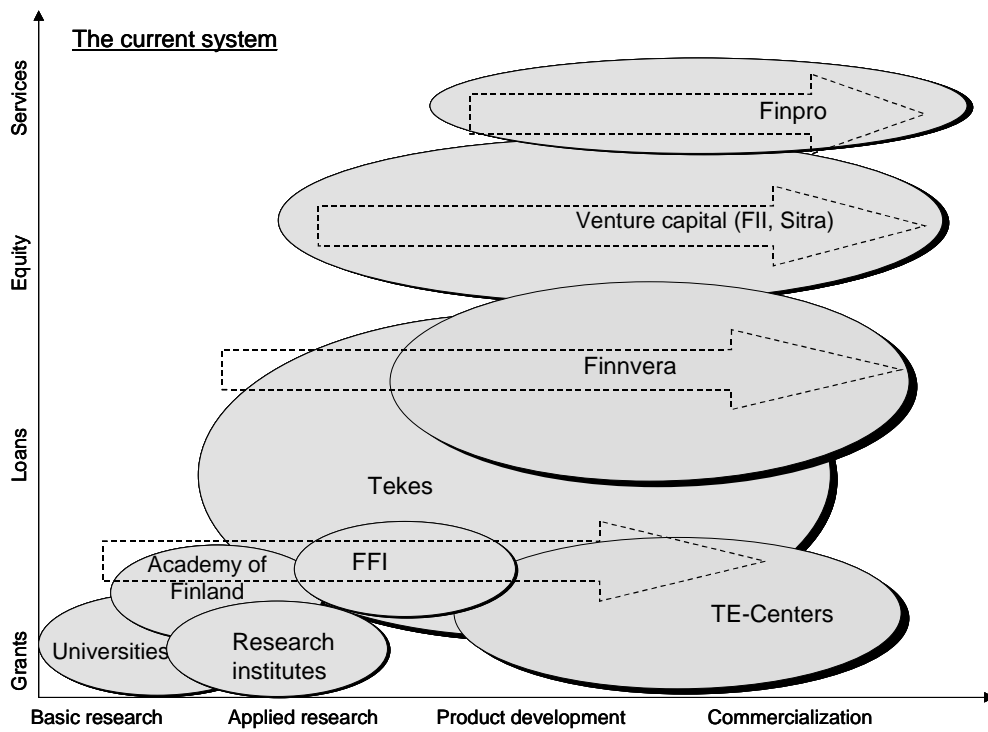 The current system
Services
Finpro
Venture capital (FII, Sitra)
Equity
Finnvera
Loans
Tekes
FFI
Academy of
Finland
TE-Centers
Grants
Universities
Research
institutes
Basic research
Applied research
Product development
Commercialization